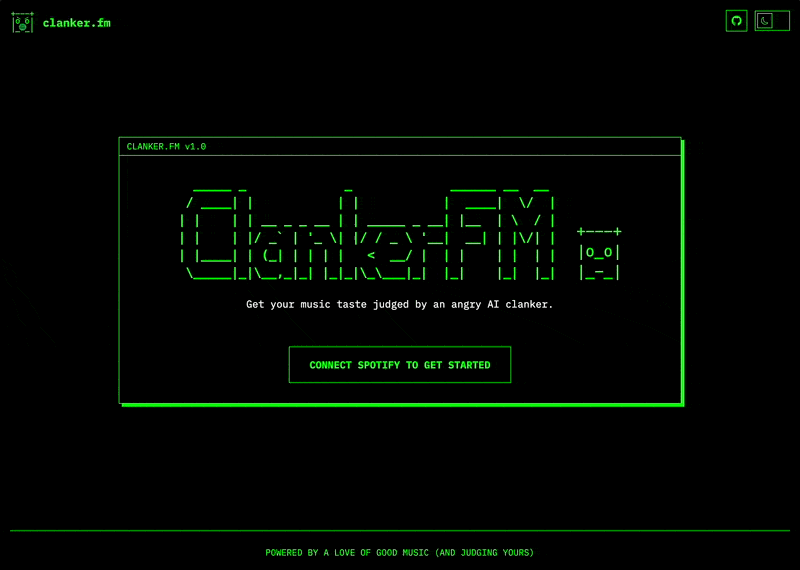 clanker.fm
CLANKER.FM v1.0
ClankerFM
Get your music taste judged by an angry AI clanker.
CONNECT SPOTIFY TO GET STARTED
POWERED BY A LOVE OF GOOD MUSIC (AND JUDGING YOURS)